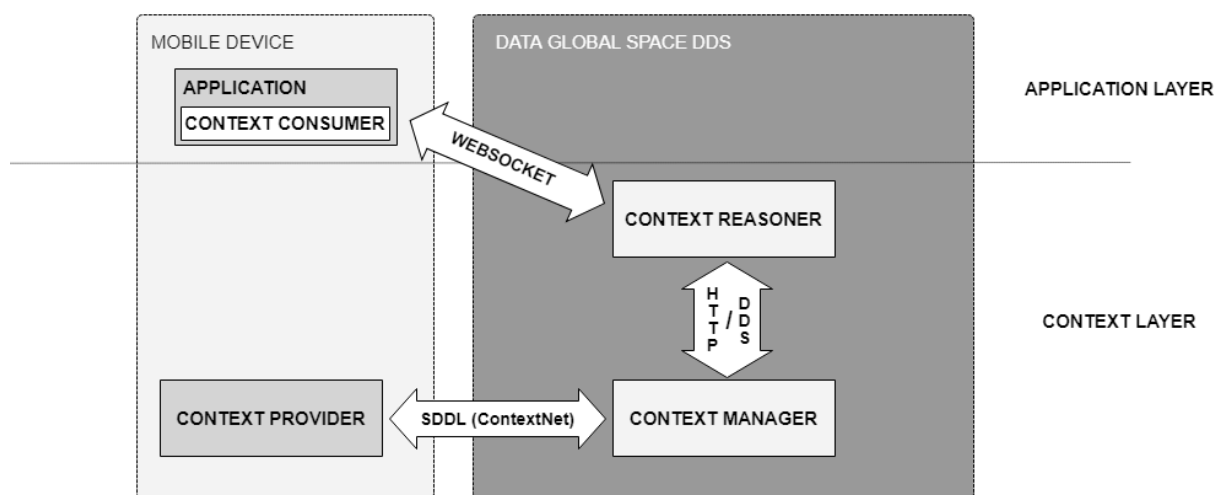 MOBILE DEVICE
DATA GLOBAL SPACE DDS
APPLICATION
CONTEXT CONSUMER
APPLICATION LAYER
WEBSOCKET
CONTEXT REASONER
HTTP/DDS
CONTEXT LAYER
CONTEXT PROVIDER
SDDL (ContextNet)
CONTEXT MANAGER